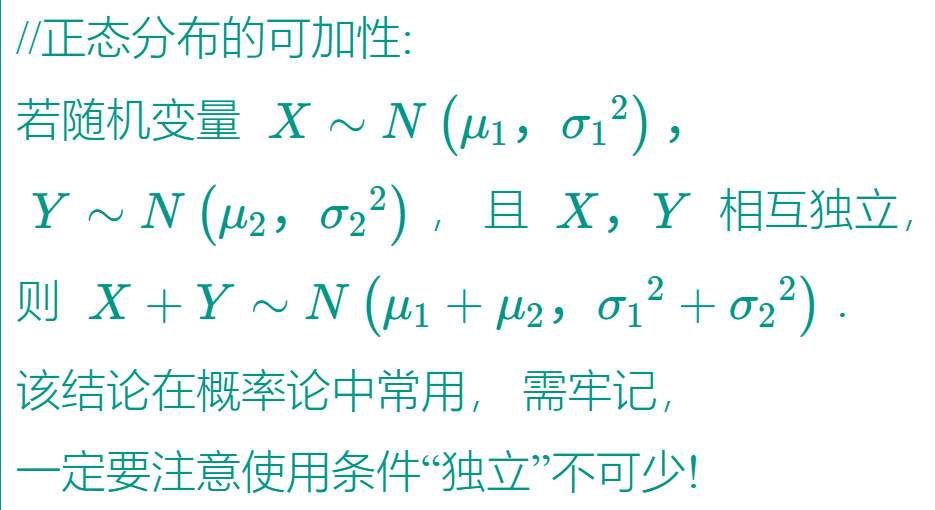 //正态分布的可加性:
若随机变量 X ∼ N (μ₁, σ₁²) ,
Y ∼ N (μ₂, σ₂²) , 且 X, Y 相互独立,
则 X + Y ∼ N (μ₁ + μ₂, σ₁² + σ₂²) .
该结论在概率论中常用, 需牢记,
一定要注意使用条件“独立”不可少!